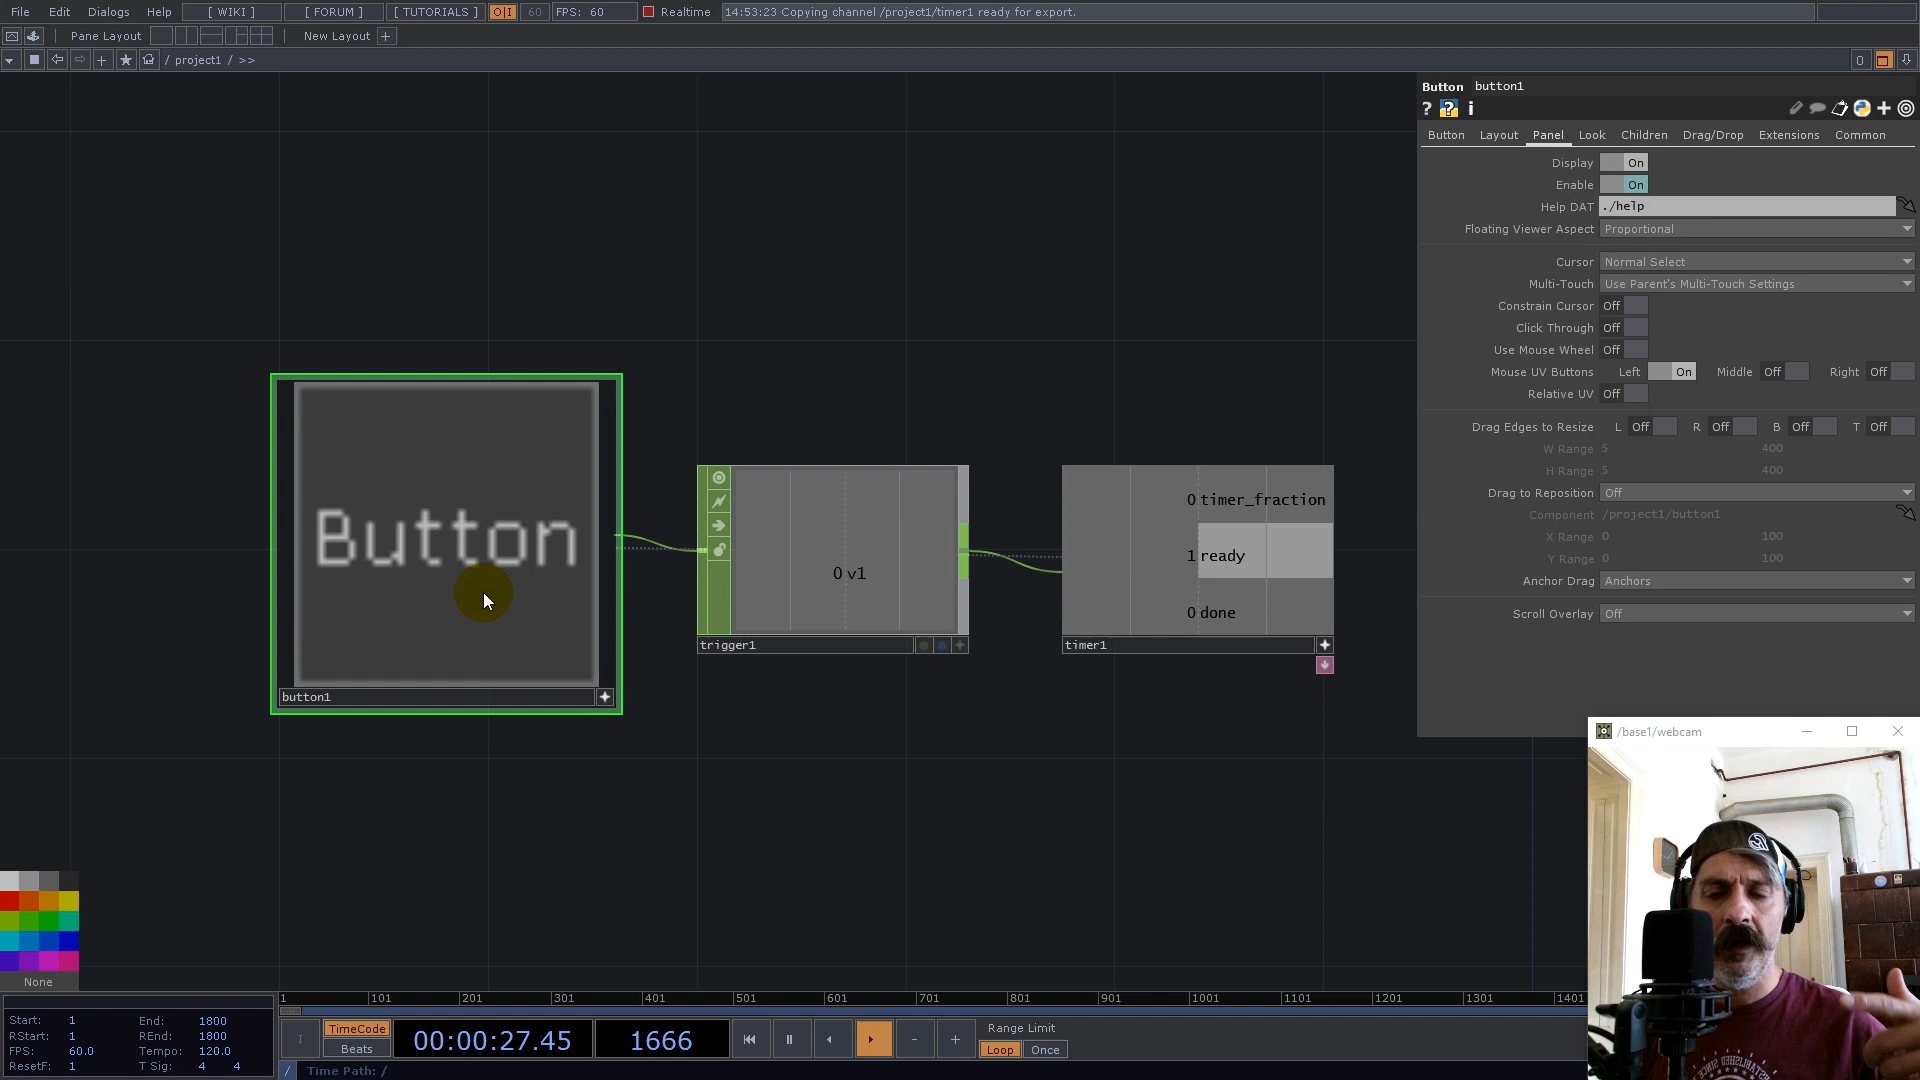 File Edit Dialogs Help [ WIKI ] [ FORUM ] [ TUTORIALS ] O|I 60 FPS: 60 Realtime 14:53:23 Copying channel /project1/timer1 ready for export.
Pane Layout New Layout +
/ project1 / >> 0
Button button1
? ? i
Button Layout Panel Look Children Drag/Drop Extensions Common
Display On
Enable On
Help DAT ./help
Floating Viewer Aspect Proportional
Cursor Normal Select
Multi-Touch Use Parent's Multi-Touch Settings
Constrain Cursor Off
Click Through Off
Use Mouse Wheel Off
Mouse UV Buttons Left On Middle Off Right Off
Relative UV Off
Drag Edges to Resize L Off R Off B Off T Off
W Range 5 400
H Range 5 400
Drag to Reposition Off
Component /project1/button1
X Range 0 100
Y Range 0 100
Anchor Drag Anchors
Scroll Overlay Off
Button
button1
0 v1
trigger1
0 timer_fraction
1 ready
0 done
timer1
/base1/webcam
None
1 101 201 301 401 501 601 701 801 901 1001 1101 1201 1301 1401
Start: 1 End: 1800
RStart: 1 REnd: 1800
FPS: 60.0 Tempo: 120.0
ResetF: 1 T Sig: 4 4
TimeCode
Beats
00:00:27.45 1666
Range Limit
Loop Once
/ Time Path: /